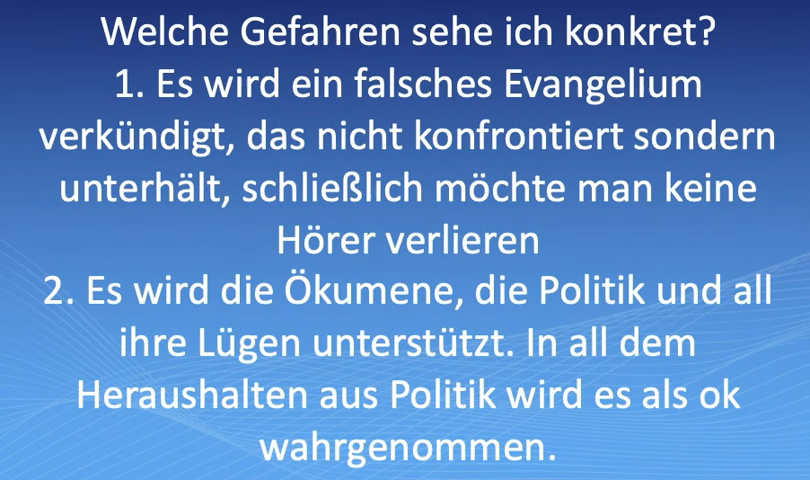 Welche Gefahren sehe ich konkret?
1. Es wird ein falsches Evangelium
verkündigt, das nicht konfrontiert sondern
unterhält, schließlich möchte man keine
Hörer verlieren
2. Es wird die Ökumene, die Politik und all
ihre Lügen unterstützt. In all dem
Heraushalten aus Politik wird es als ok
wahrgenommen.